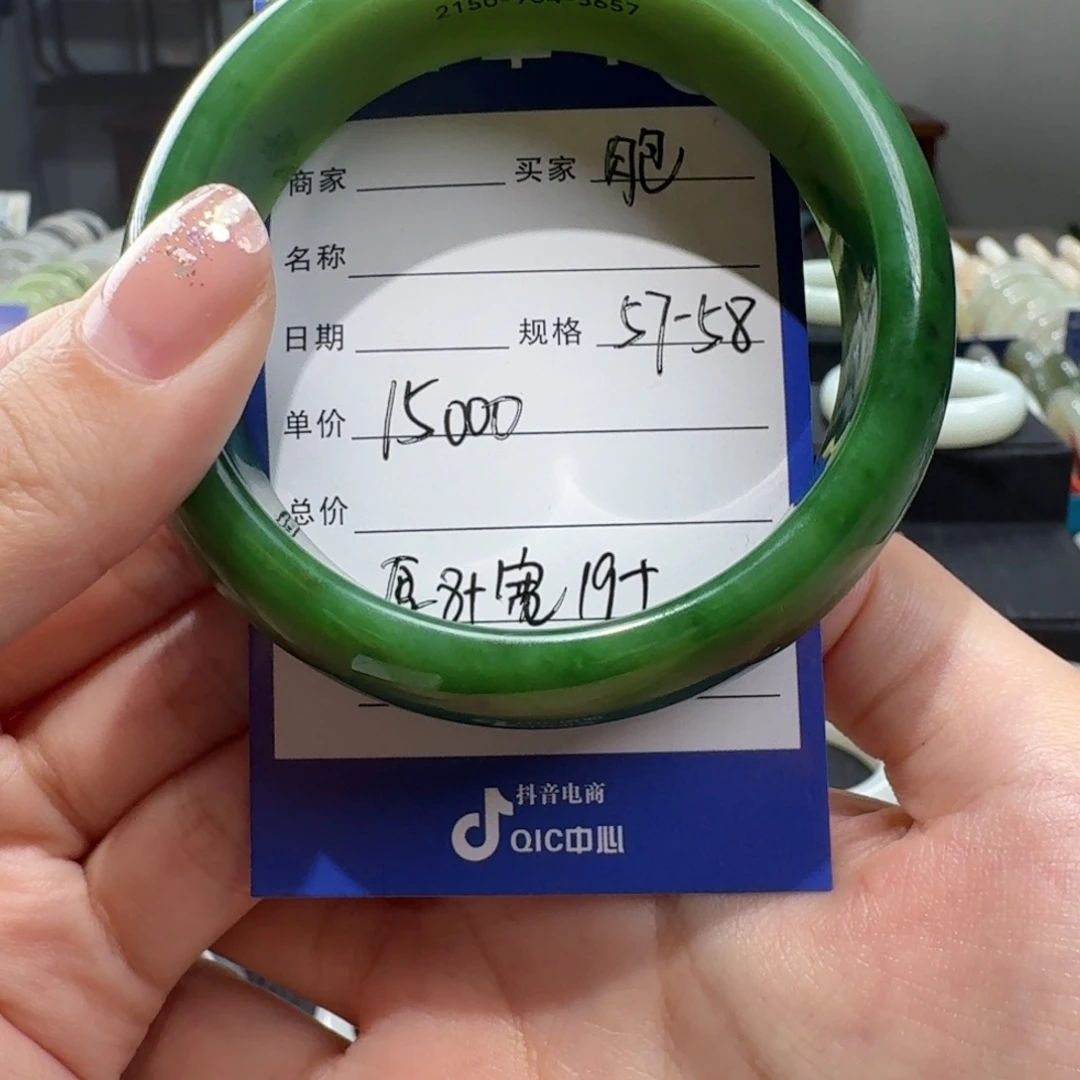 商家 买家 胞
名称
日期 规格 57-58
单价 15000
总价
厚8+宽19+
抖音电商
QIC中心